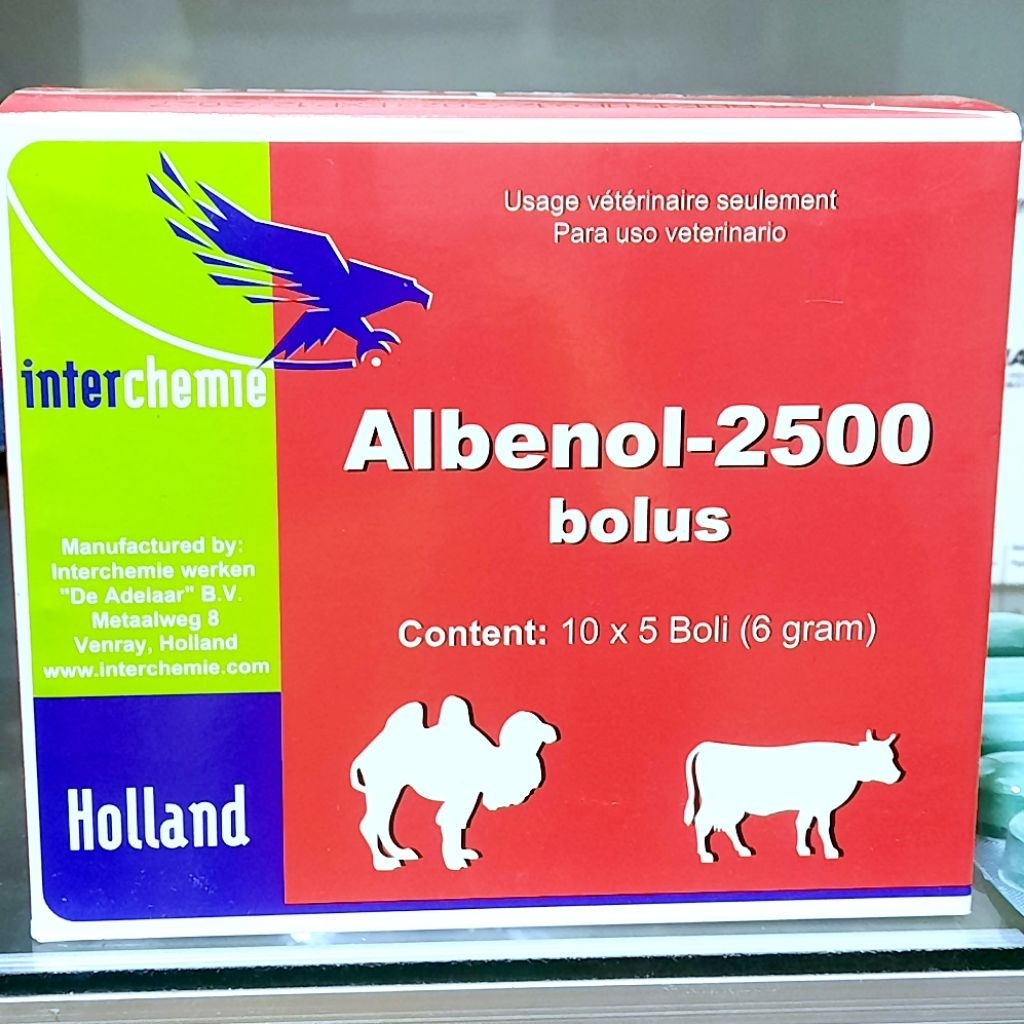 Usage vétérinaire seulement
Para uso veterinario
interchemie
Albenol-2500
bolus
Content: 10 x 5 Boli (6 gram)
Manufactured by:
Interchemie werken
"De Adelaar" B.V.
Metaalweg 8
Venray, Holland
www.interchemie.com
Holland